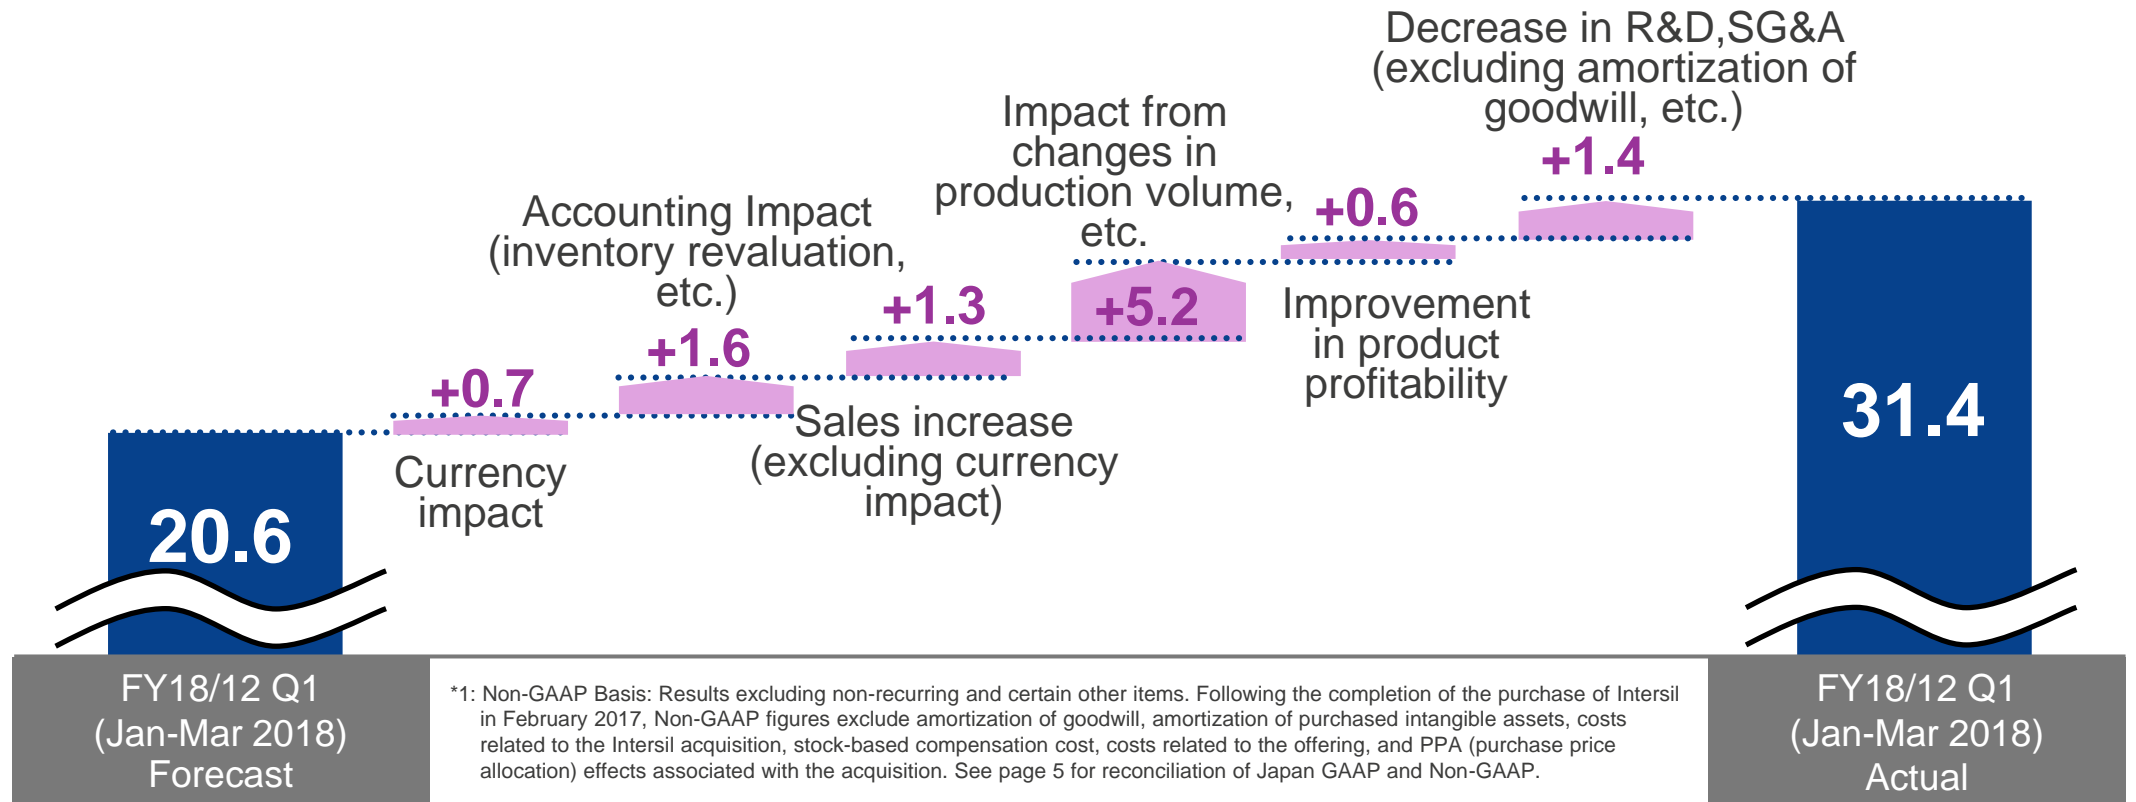 Decrease in R&D,SG&A
(excluding amortization of
goodwill, etc.)
+1.4
Impact from
changes in
production volume,
etc.
+5.2
+0.6
Improvement
in product
profitability
Accounting Impact
(inventory revaluation,
etc.)
+1.6
+1.3
Sales increase
(excluding currency
impact)
+0.7
Currency
impact
20.6
31.4
FY18/12 Q1
(Jan-Mar 2018)
Forecast
*1: Non-GAAP Basis: Results excluding non-recurring and certain other items. Following the completion of the purchase of Intersil
in February 2017, Non-GAAP figures exclude amortization of goodwill, amortization of purchased intangible assets, costs
related to the Intersil acquisition, stock-based compensation cost, costs related to the offering, and PPA (purchase price
allocation) effects associated with the acquisition. See page 5 for reconciliation of Japan GAAP and Non-GAAP.
FY18/12 Q1
(Jan-Mar 2018)
Actual